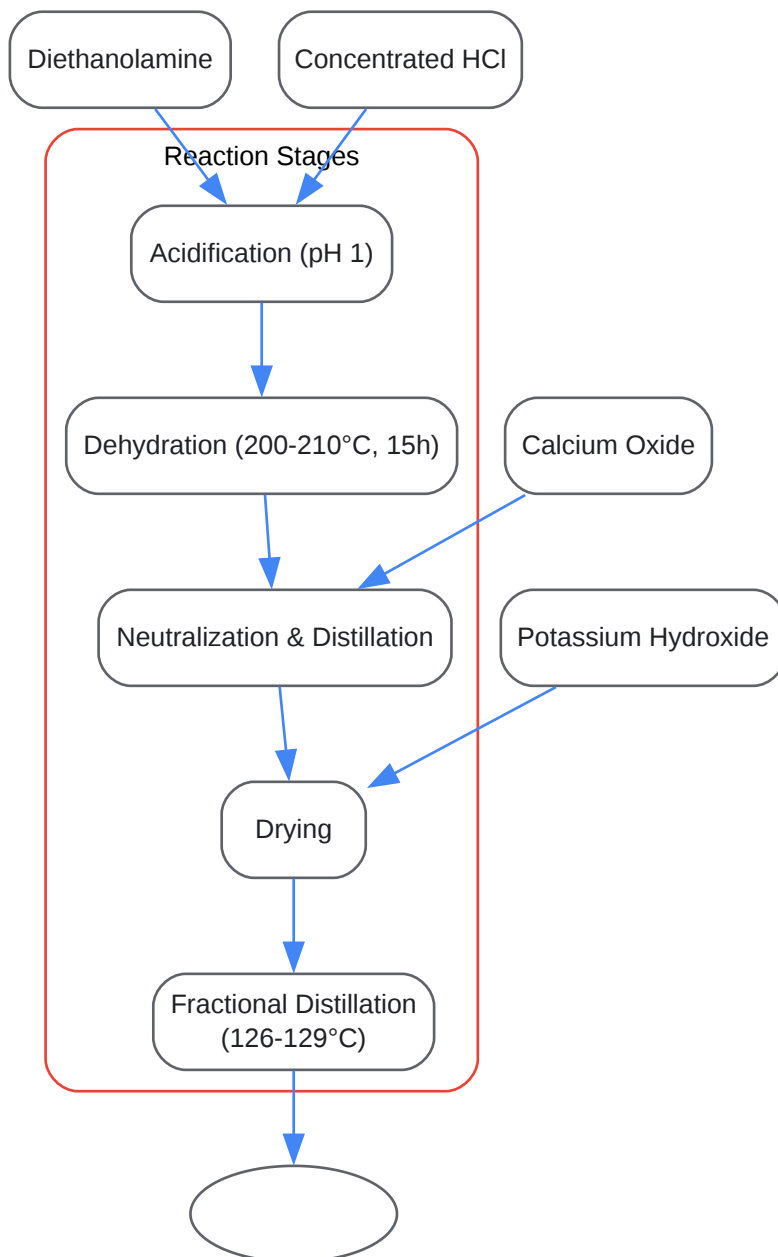 Diethanolamine
Concentrated HCl
Reaction Stages
Acidification (pH 1)
Dehydration (200-210°C, 15h)
Calcium Oxide
Neutralization & Distillation
Potassium Hydroxide
Drying
Fractional Distillation
(126-129°C)